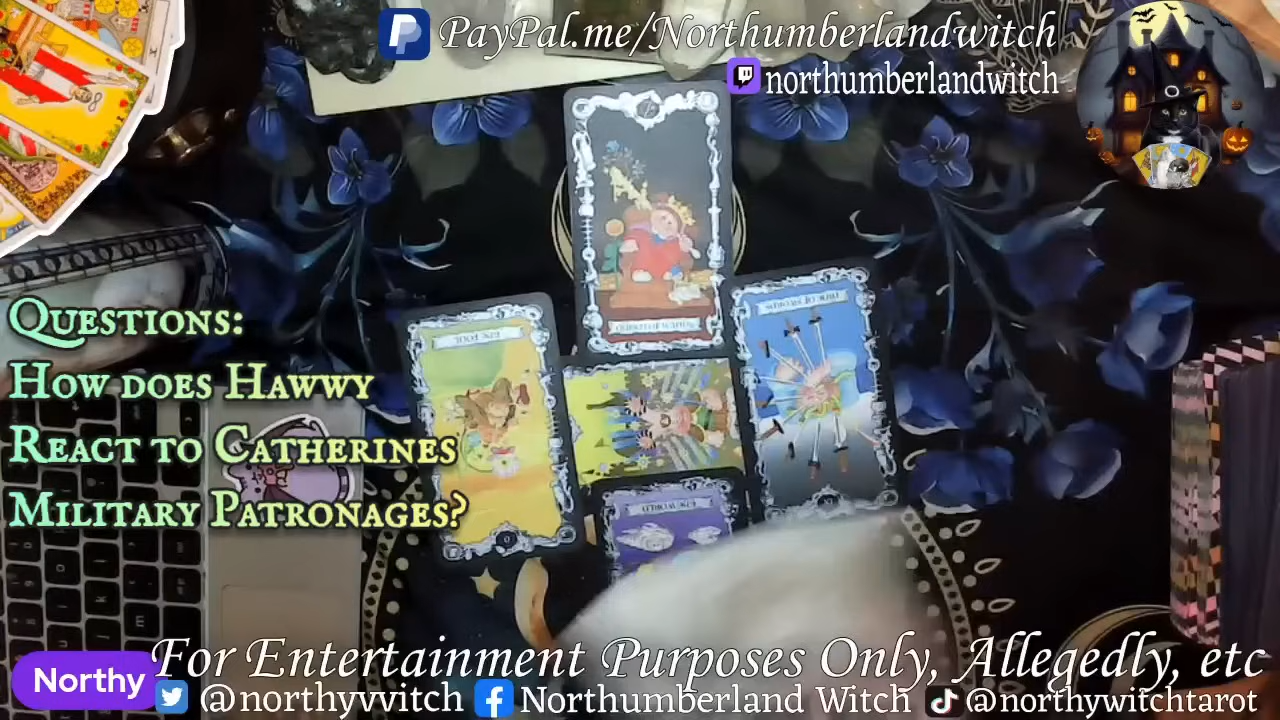 PayPal.me/Northumberlandwitch
northumberlandwitch
Questions:
How does Hawwy
React to Catherines
Military Patronages?
For Entertainment Purposes Only, Allegedly, etc
Northy
@northyvvitch
Northumberland Witch
@northywitchtarot